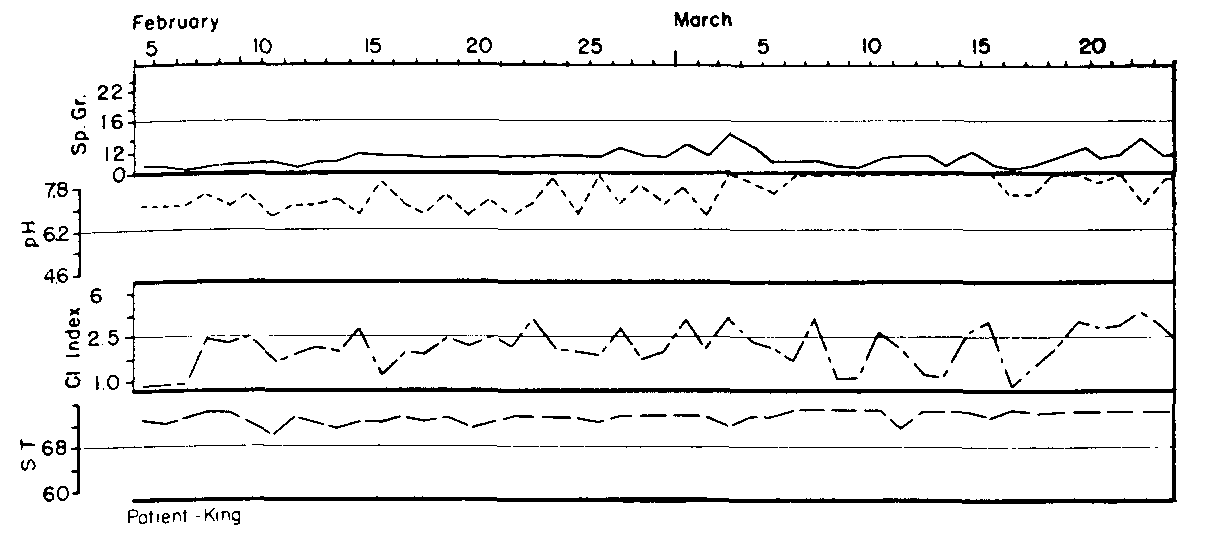 February March
5 10 15 20 25 5 10 15 20
Sp. Gr.
22
16
12
0
pH
7.8
6.2
4.6
Cl Index
6
2.5
1.0
S T
68
60
Patient - King